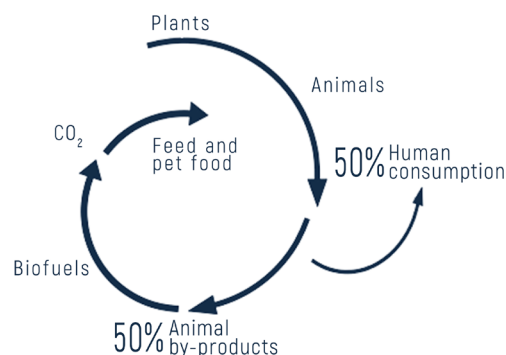 Plants
Animals
CO₂
Feed and
pet food
50% Human
consumption
Biofuels
50% Animal
by-products